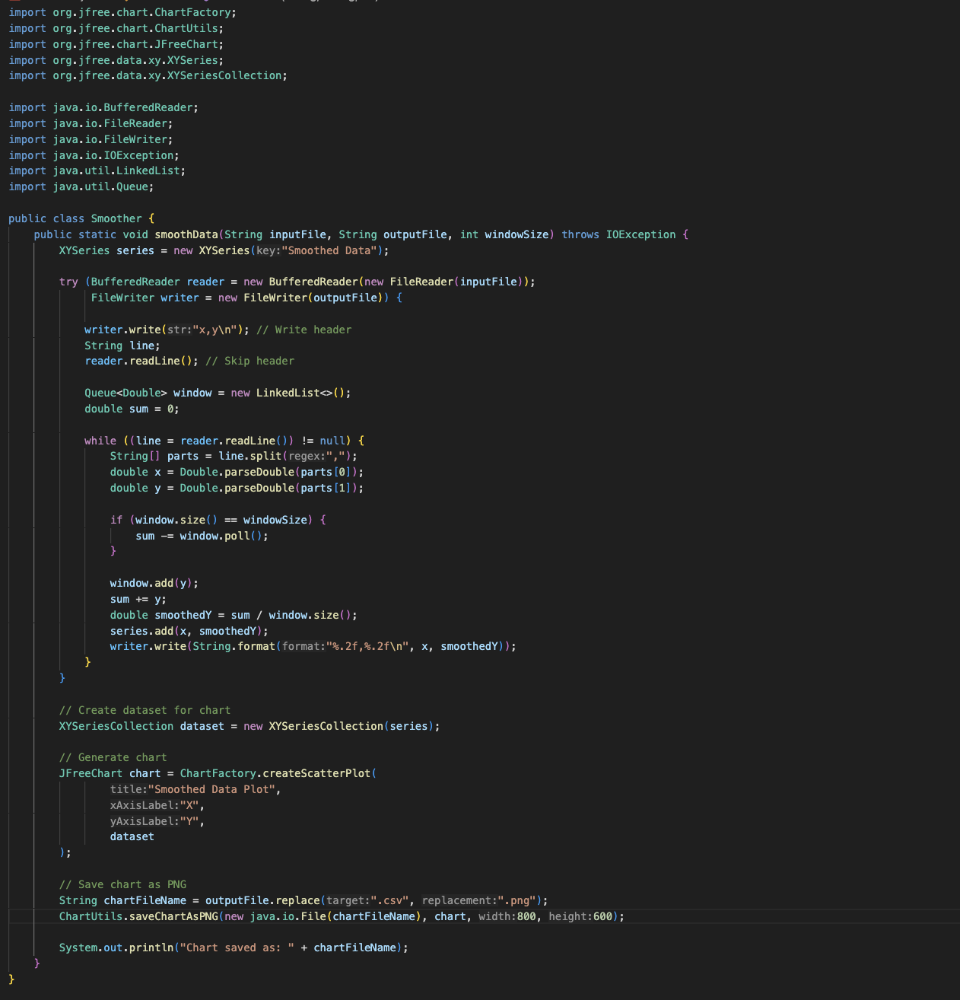 import org.jfree.chart.ChartFactory;
import org.jfree.chart.ChartUtils;
import org.jfree.chart.JFreeChart;
import org.jfree.data.xy.XYSeries;
import org.jfree.data.xy.XYSeriesCollection;

import java.io.BufferedReader;
import java.io.FileReader;
import java.io.FileWriter;
import java.io.IOException;
import java.util.LinkedList;
import java.util.Queue;

public class Smoother {
    public static void smoothData(String inputFile, String outputFile, int windowSize) throws IOException {
        XYSeries series = new XYSeries(key:"Smoothed Data");

        try (BufferedReader reader = new BufferedReader(new FileReader(inputFile));
             FileWriter writer = new FileWriter(outputFile)) {

            writer.write(str:"x,y\n"); // Write header
            String line;
            reader.readLine(); // Skip header

            Queue<Double> window = new LinkedList<>();
            double sum = 0;

            while ((line = reader.readLine()) != null) {
                String[] parts = line.split(regex:",");
                double x = Double.parseDouble(parts[0]);
                double y = Double.parseDouble(parts[1]);

                if (window.size() == windowSize) {
                    sum -= window.poll();
                }

                window.add(y);
                sum += y;
                double smoothedY = sum / window.size();
                series.add(x, smoothedY);
                writer.write(String.format(format:"%.2f,%.2f\n", x, smoothedY));
            }
        }

        // Create dataset for chart
        XYSeriesCollection dataset = new XYSeriesCollection(series);

        // Generate chart
        JFreeChart chart = ChartFactory.createScatterPlot(
                title:"Smoothed Data Plot",
                xAxisLabel:"X",
                yAxisLabel:"Y",
                dataset
        );

        // Save chart as PNG
        String chartFileName = outputFile.replace(target:".csv", replacement:".png");
        ChartUtils.saveChartAsPNG(new java.io.File(chartFileName), chart, width:800, height:600);

        System.out.println("Chart saved as: " + chartFileName);
    }
}